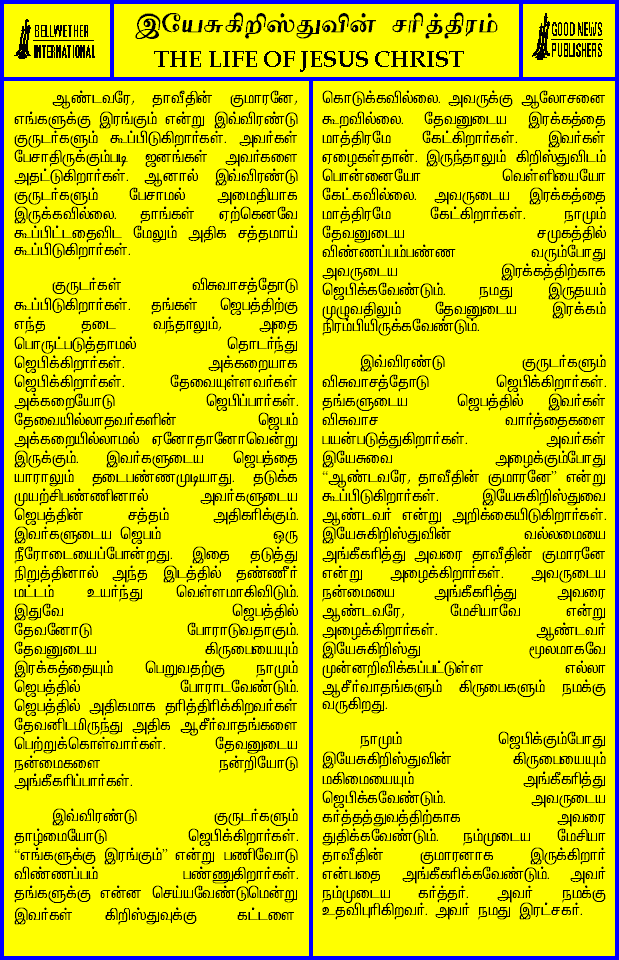 BELLWETHER
INTERNATIONAL
இயேசுகிறிஸ்துவின் சரித்திரம்
THE LIFE OF JESUS CHRIST
GOOD NEWS
PUBLISHERS
ஆண்டவரே, தாவீதின் குமாரனே,
எங்களுக்கு இரங்கும் என்று இவ்விரண்டு
குருடர்களும் கூப்பிடுகிறார்கள். அவர்கள்
பேசாதிருக்கும்படி ஜனங்கள் அவர்களை
அதட்டுகிறார்கள். ஆனால் இவ்விரண்டு
குருடர்களும் பேசாமல் அமைதியாக
இருக்கவில்லை. தாங்கள் ஏற்கெனவே
கூப்பிட்டதைவிட மேலும் அதிக சத்தமாய்
கூப்பிடுகிறார்கள்.
குருடர்கள் விசுவாசத்தோடு
கூப்பிடுகிறார்கள். தங்கள் ஜெபத்திற்கு
எந்த தடை வந்தாலும், அதை
பொருட்படுத்தாமல் தொடர்ந்து
ஜெபிக்கிறார்கள். அக்கறையாக
ஜெபிக்கிறார்கள். தேவையுள்ளவர்கள்
அக்கறையோடு ஜெபிப்பார்கள்.
தேவையில்லாதவர்களின் ஜெபம்
அக்கறையில்லாமல் ஏனோதானோவென்று
இருக்கும். இவர்களுடைய ஜெபத்தை
யாராலும் தடைபண்ணமுடியாது. தடுக்க
முயற்சிபண்ணினால் அவர்களுடைய
ஜெபத்தின் சத்தம் அதிகரிக்கும்.
இவர்களுடைய ஜெபம் ஒரு
நீரோடையைப்போன்றது. இதை தடுத்து
நிறுத்தினால் அந்த இடத்தில் தண்ணீர்
மட்டம் உயர்ந்து வெள்ளமாகிவிடும்.
இதுவே ஜெபத்தில்
தேவனோடு போராடுவதாகும்.
தேவனுடைய கிருபையையும்
இரக்கத்தையும் பெறுவதற்கு நாமும்
ஜெபத்தில் போராடவேண்டும்.
ஜெபத்தில் அதிகமாக தரித்திரிக்கிறவர்கள்
தேவனிடமிருந்து அதிக ஆசீர்வாதங்களை
பெற்றுக்கொள்வார்கள். தேவனுடைய
நன்மைகளை நன்றியோடு
அங்கீகரிப்பார்கள்.
இவ்விரண்டு குருடர்களும்
தாழ்மையோடு ஜெபிக்கிறார்கள்.
“எங்களுக்கு இரங்கும்” என்று பணிவோடு
விண்ணப்பம் பண்ணுகிறார்கள்.
தங்களுக்கு என்ன செய்யவேண்டுமென்று
இவர்கள் கிறிஸ்துவுக்கு கட்டளை
கொடுக்கவில்லை. அவருக்கு ஆலோசனை
கூறவில்லை. தேவனுடைய இரக்கத்தை
மாத்திரமே கேட்கிறார்கள். இவர்கள்
ஏழைகள்தான். இருந்தாலும் கிறிஸ்துவிடம்
பொன்னையோ வெள்ளியையோ
கேட்கவில்லை. அவருடைய இரக்கத்தை
மாத்திரமே கேட்கிறார்கள். நாமும்
தேவனுடைய சமுகத்தில்
விண்ணப்பம்பண்ண வரும்போது
அவருடைய இரக்கத்திற்காக
ஜெபிக்கவேண்டும். நமது இருதயம்
முழுவதிலும் தேவனுடைய இரக்கம்
நிரம்பியிருக்கவேண்டும்.
இவ்விரண்டு குருடர்களும்
விசுவாசத்தோடு ஜெபிக்கிறார்கள்.
தங்களுடைய ஜெபத்தில் இவர்கள்
விசுவாச வார்த்தைகளை
பயன்படுத்துகிறார்கள். அவர்கள்
இயேசுவை அழைக்கும்போது
“ஆண்டவரே, தாவீதின் குமாரனே” என்று
கூப்பிடுகிறார்கள். இயேசுகிறிஸ்துவை
ஆண்டவர் என்று அறிக்கையிடுகிறார்கள்.
இயேசுகிறிஸ்துவின் வல்லமையை
அங்கீகரித்து அவரை தாவீதின் குமாரனே
என்று அழைக்கிறார்கள். அவருடைய
நன்மையை அங்கீகரித்து அவரை
ஆண்டவரே, மேசியாவே என்று
அழைக்கிறார்கள். ஆண்டவர்
இயேசுகிறிஸ்து மூலமாகவே
முன்னறிவிக்கப்பட்டுள்ள எல்லா
ஆசீர்வாதங்களும் கிருபைகளும் நமக்கு
வருகிறது.
நாமும் ஜெபிக்கும்போது
இயேசுகிறிஸ்துவின் கிருபையையும்
மகிமையையும் அங்கீகரித்து
ஜெபிக்கவேண்டும். அவருடைய
கர்த்தத்துவத்திற்காக அவரை
துதிக்கவேண்டும். நம்முடைய மேசியா
தாவீதின் குமாரனாக இருக்கிறார்
என்பதை அங்கீகரிக்கவேண்டும். அவர்
நம்முடைய கர்த்தர். அவர் நமக்கு
உதவிபுரிகிறவர். அவர் நமது இரட்சகர்.